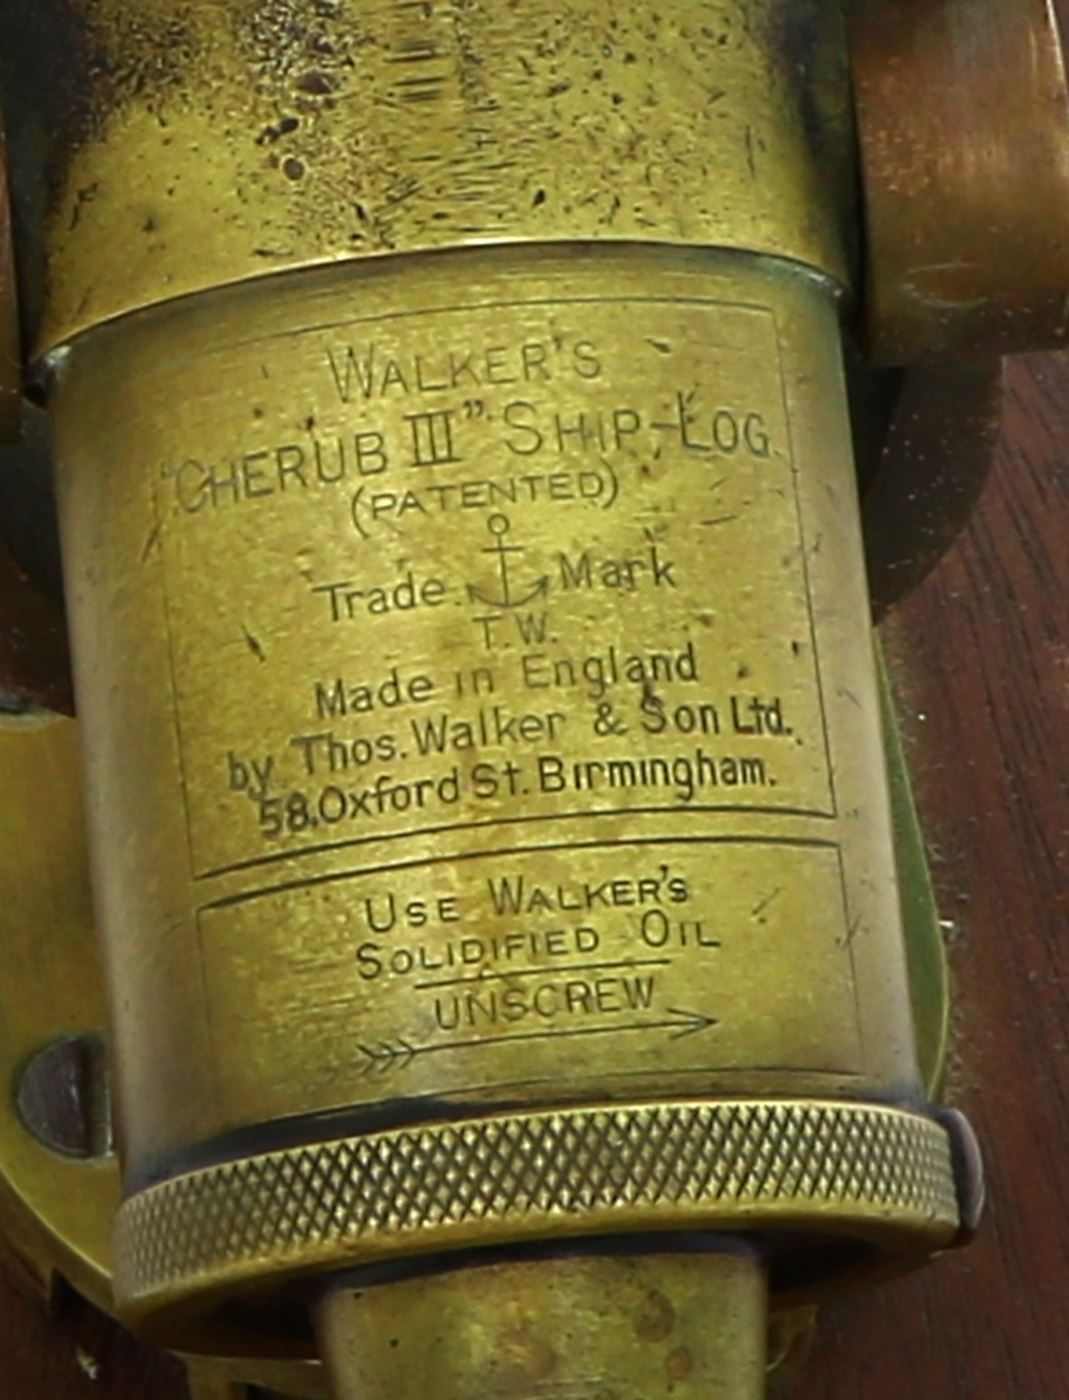 WALKER'S
"CHERUB III" SHIP-LOG.
(PATENTED)
Trade Mark
T.W.
Made in England
by Thos. Walker & Son Ltd.
58, Oxford St. Birmingham.
USE WALKER'S
SOLIDIFIED OIL
UNSCREW